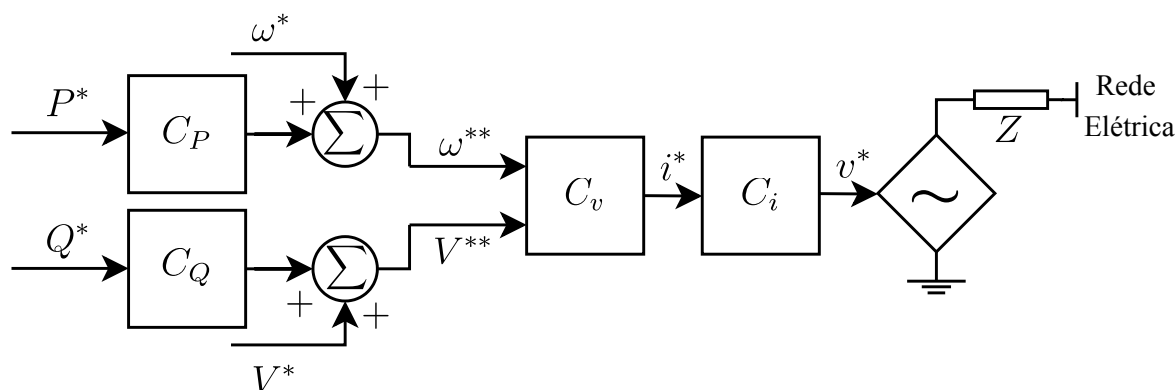 ω*
P*
C_P
+
+
Σ
ω**
Q*
C_Q
+
+
Σ
V**
V*
C_v
i*
C_i
v*
~
Z
Rede
Elétrica